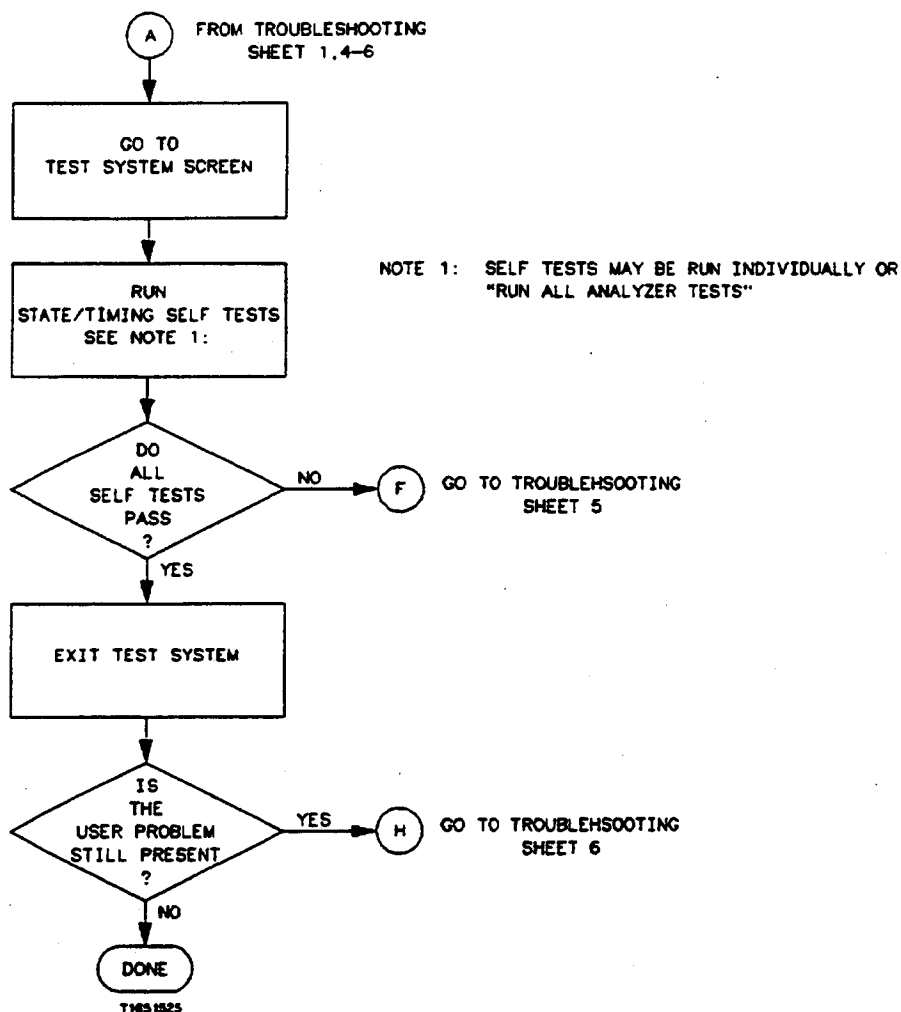 A
FROM TROUBLESHOOTING
SHEET 1,4-6
GO TO
TEST SYSTEM SCREEN
RUN
STATE/TIMING SELF TESTS
SEE NOTE 1:
NOTE 1: SELF TESTS MAY BE RUN INDIVIDUALLY OR
"RUN ALL ANALYZER TESTS"
DO
ALL
SELF TESTS
PASS
?
NO
F
GO TO TROUBLEHSOOTING
SHEET 5
YES
EXIT TEST SYSTEM
IS
THE
USER PROBLEM
STILL PRESENT
?
YES
H
GO TO TROUBLEHSOOTING
SHEET 6
NO
DONE